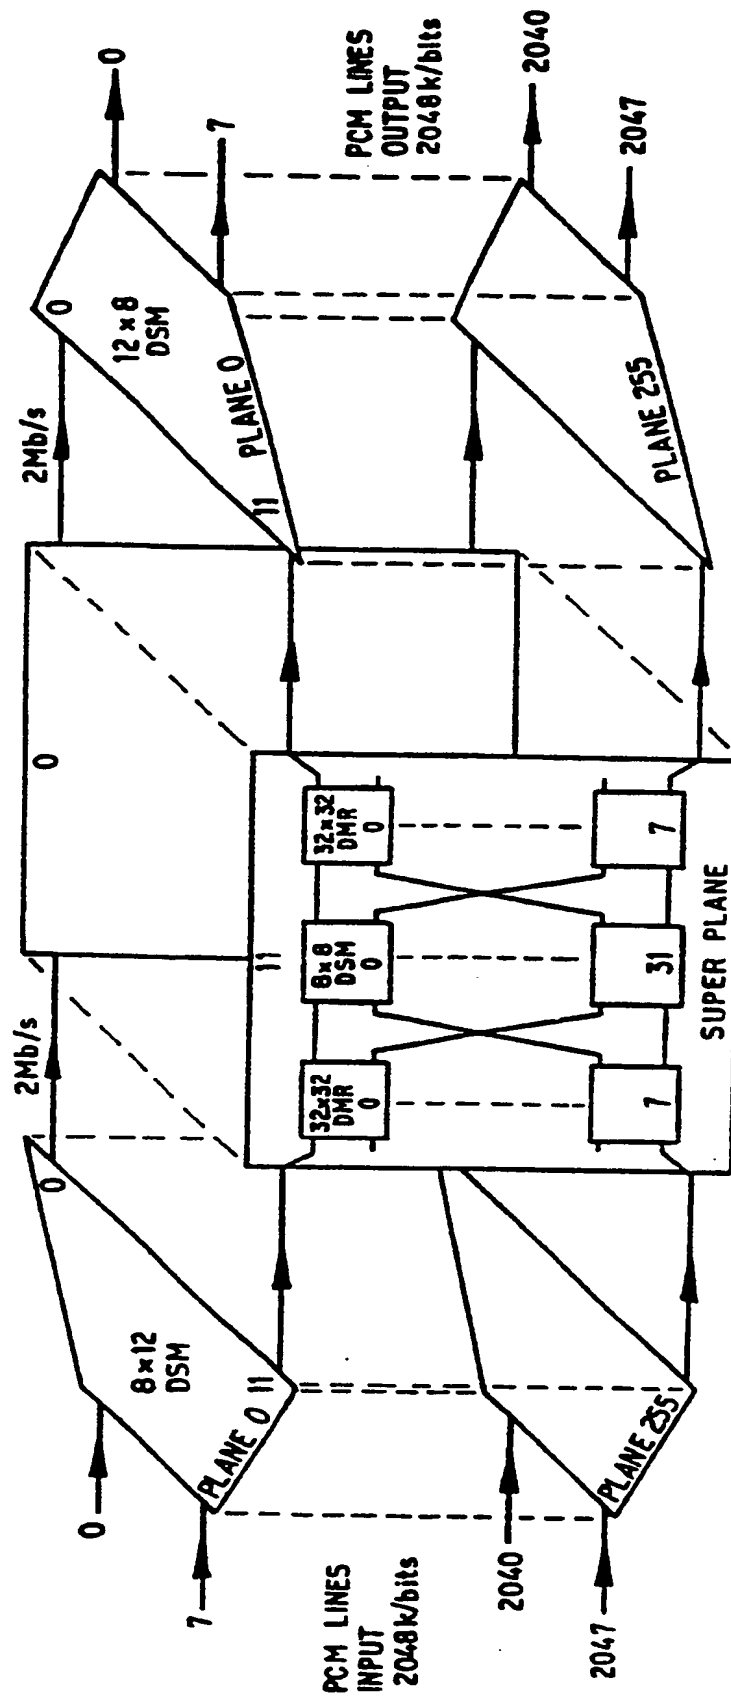 0
7
PCM LINES
INPUT
2048k/bits
2040
2047
8×12
DSM
PLANE 0
0
11
PLANE 255
2Mb/s
0
11
32×32
DMR
0
8×8
DSM
0
32×32
DMR
0
7
31
7
SUPER PLANE
2Mb/s
0
12×8
DSM
11
PLANE 0
PLANE 255
0
7
PCM LINES
OUTPUT
2048k/bits
2040
2047